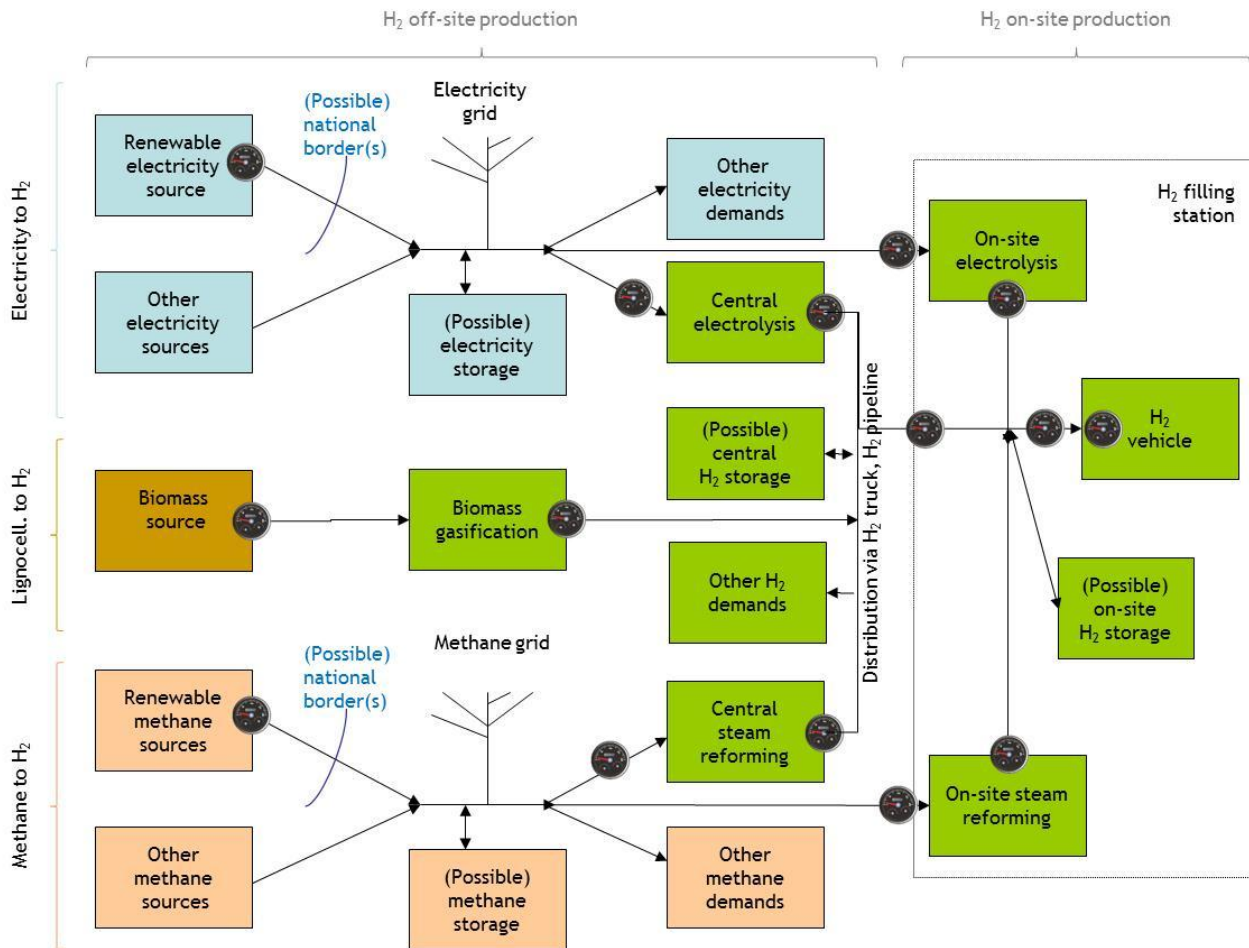 H₂ off-site production
H₂ on-site production
Electricity to H₂
Lignocell. to H₂
Methane to H₂
Renewable
electricity
source
(Possible)
national
border(s)
Electricity
grid
Other
electricity
demands
H₂ filling
station
On-site
electrolysis
Other
electricity
sources
(Possible)
electricity
storage
Central
electrolysis
Distribution via H₂ truck, H₂ pipeline
(Possible)
central
H₂ storage
H₂
vehicle
Biomass
source
Biomass
gasification
Other H₂
demands
(Possible)
on-site
H₂ storage
Renewable
methane
sources
(Possible)
national
border(s)
Methane grid
Central
steam
reforming
On-site steam
reforming
Other
methane
sources
(Possible)
methane
storage
Other
methane
demands